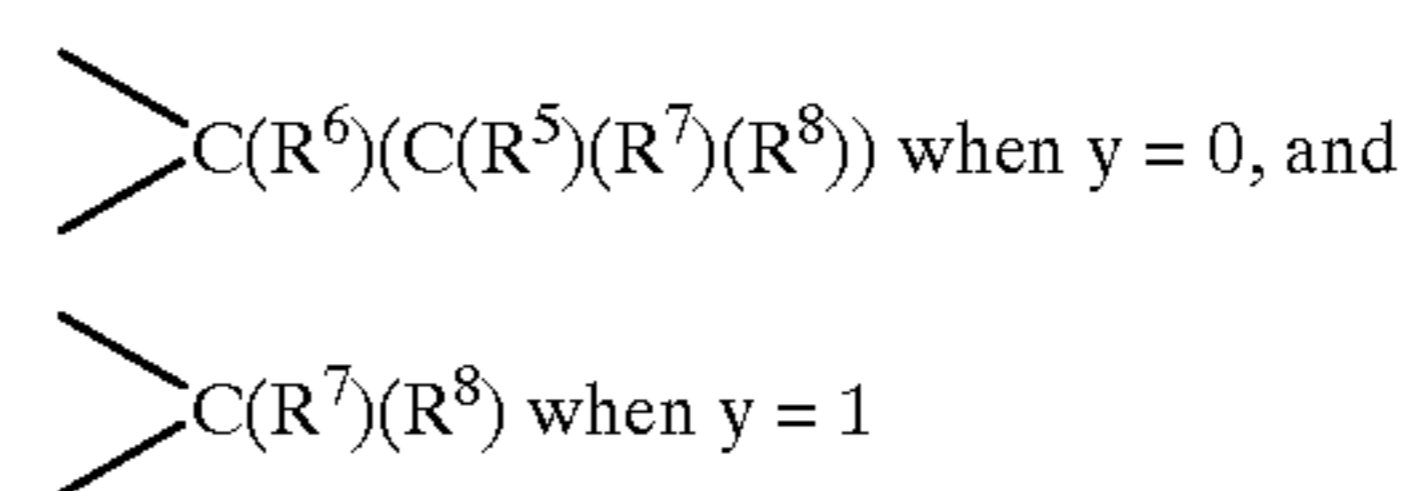 C(R⁶)(C(R⁵)(R⁷)(R⁸)) when y = 0, and
C(R⁷)(R⁸) when y = 1